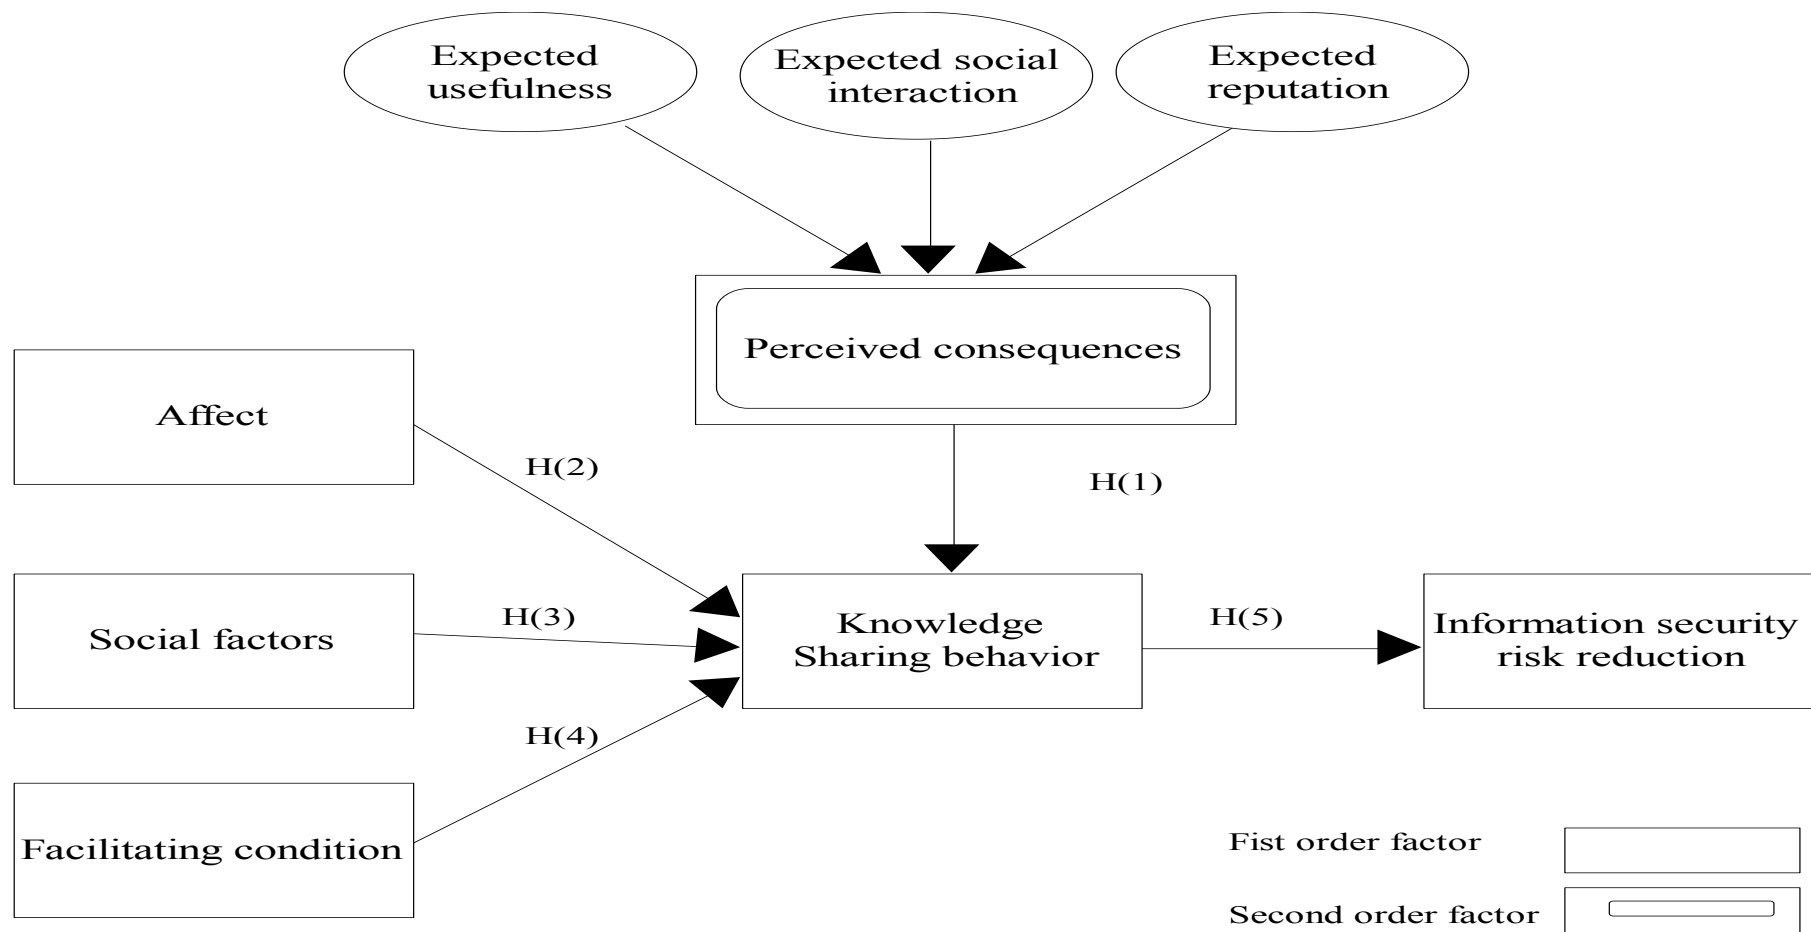 Expected
usefulness
Expected social
interaction
Expected
reputation
Perceived consequences
Affect
H(2)
H(1)
Social factors
H(3)
Knowledge
Sharing behavior
H(5)
Information security
risk reduction
H(4)
Facilitating condition
Fist order factor
Second order factor